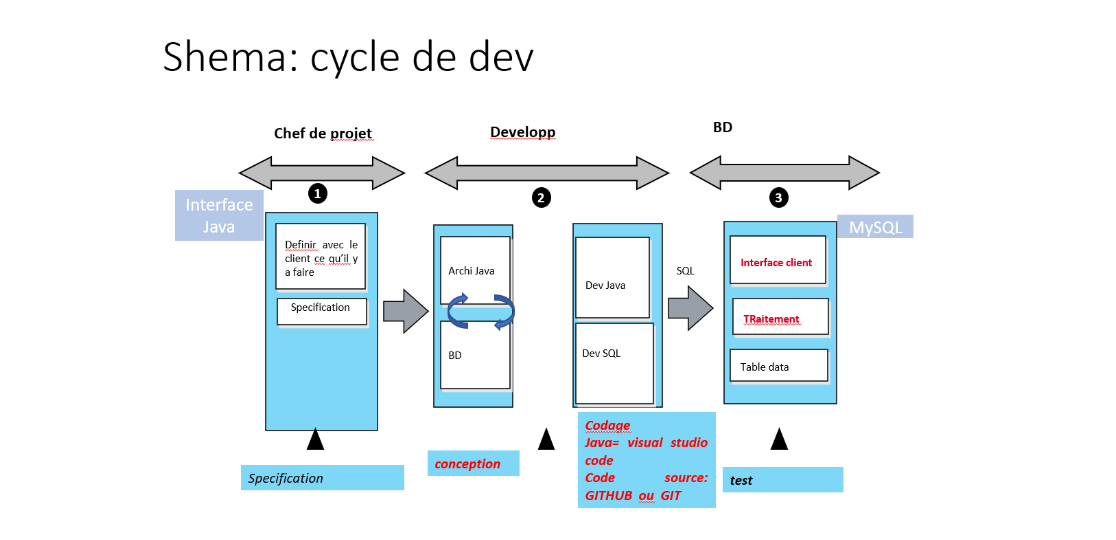 Shema: cycle de dev
Chef de projet
Developp
BD
1
2
3
Interface
Java
MySQL
Definir avec le
client ce qu'il y
a faire
Specification
Archi Java
BD
Dev Java
Dev SQL
SQL
Interface client
TRaitement
Table data
Specification
conception
Codage
Java= visual studio
code
Code source:
GITHUB ou GIT
test